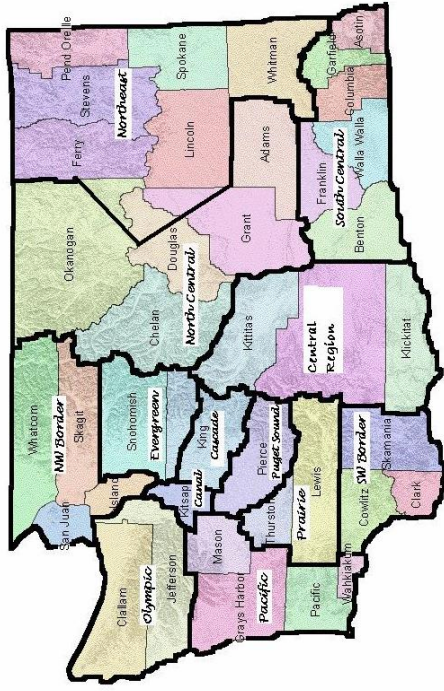 San Juan
Whatcom
NW Border
Skagit
Island
Okanogan
Ferry
Stevens
Pend Oreille
Northeast
Clallam
Olympic
Jefferson
Snohomish
Evergreen
Chelan
Douglas
North Central
Lincoln
Spokane
Kitsap
Canal
King
Cascade
Mason
Grays Harbor
Pacific
Grant
Adams
Whitman
Kittitas
Pierce
Puget Sound
Thursto
Prairie
Lewis
Central
Region
Franklin
South Central
Benton
Walla Walla
Columbia
Garfield
Asotin
Pacific
Wahkiakum
Cowlitz
SW Border
Skamania
Clark
Klickitat